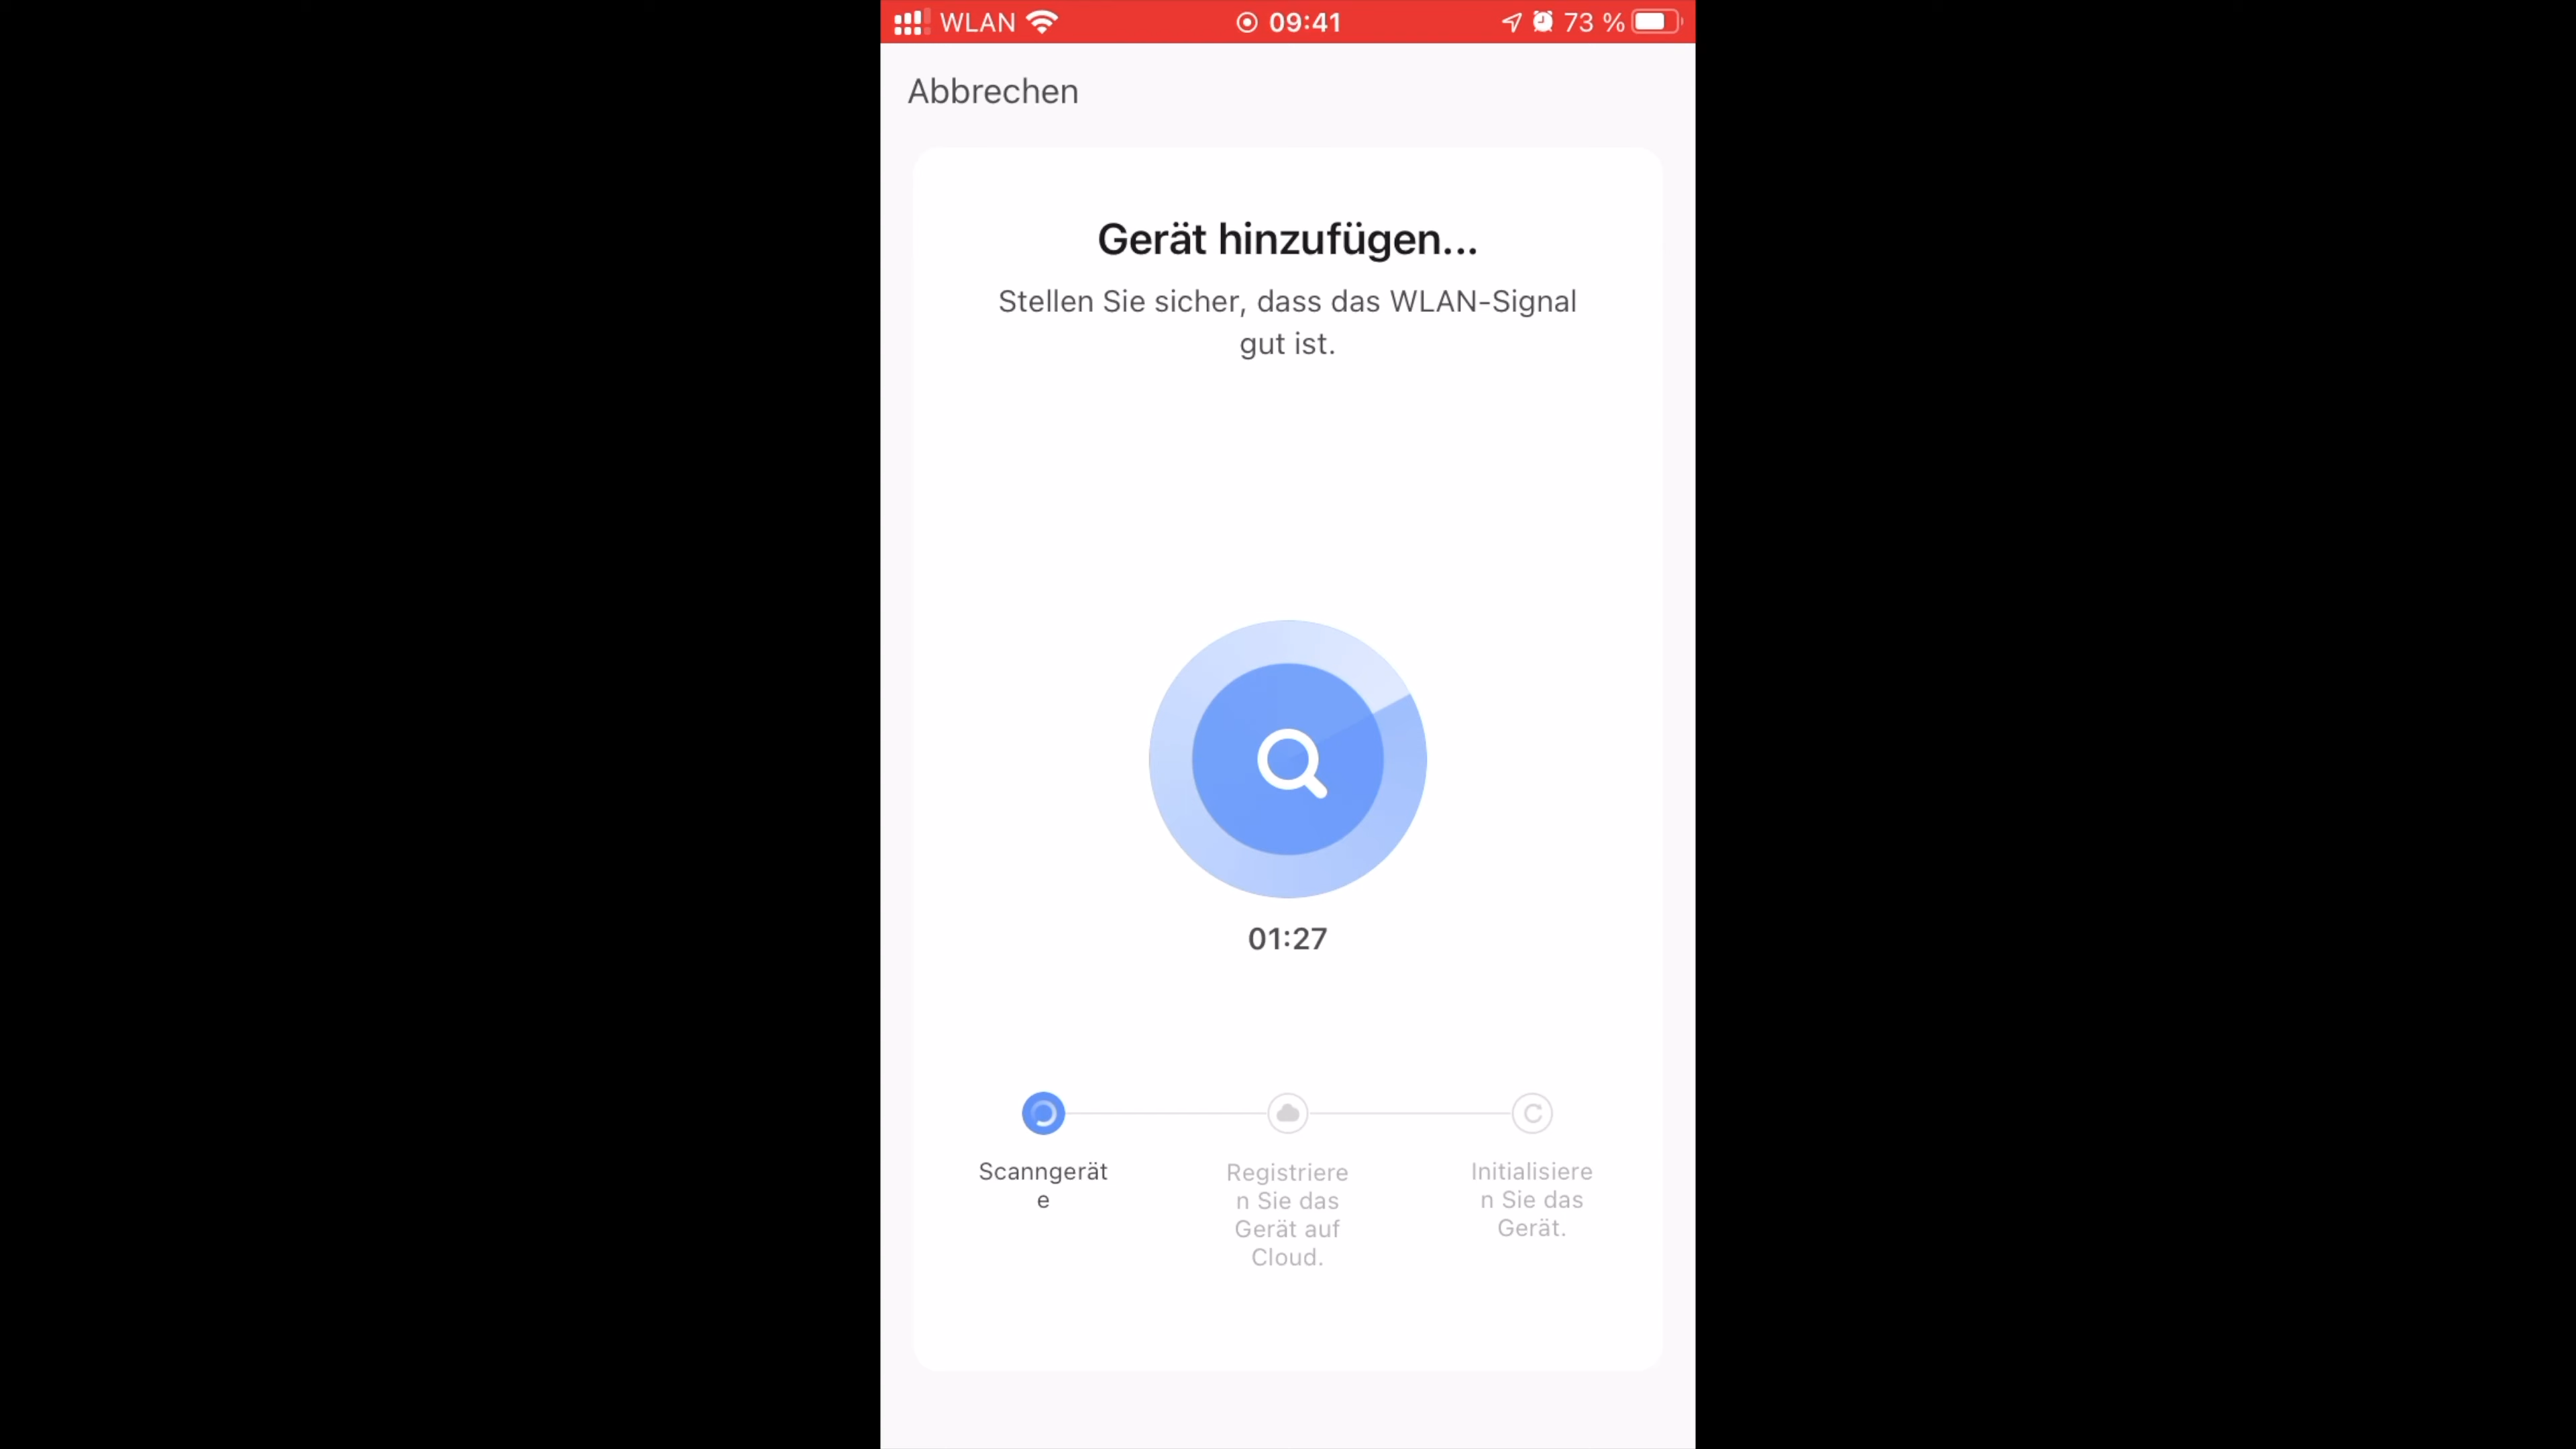 WLAN 09:41 73 %
Abbrechen
Gerät hinzufügen...
Stellen Sie sicher, dass das WLAN-Signal
gut ist.
01:27
Scanngerät
e
Registriere
n Sie das
Gerät auf
Cloud.
Initialisiere
n Sie das
Gerät.